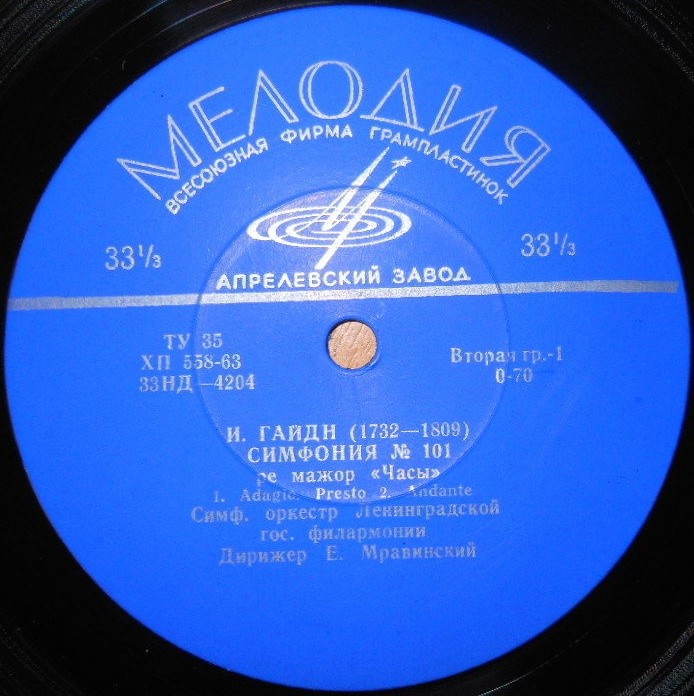 МЕЛОДИЯ
ВСЕСОЮЗНАЯ ФИРМА ГРАМПЛАСТИНОК
33⅓
33⅓
АПРЕЛЕВСКИЙ ЗАВОД
ТУ 35
ХП 558-63
33НД—4204
Вторая гр.-1
0-70
И. ГАЙДН (1732—1809)
СИМФОНИЯ № 101
ре мажор «Часы»
1. Adagio. Presto 2. Andante
Симф. оркестр Ленинградской
гос. филармонии
Дирижер Е. Мравинский